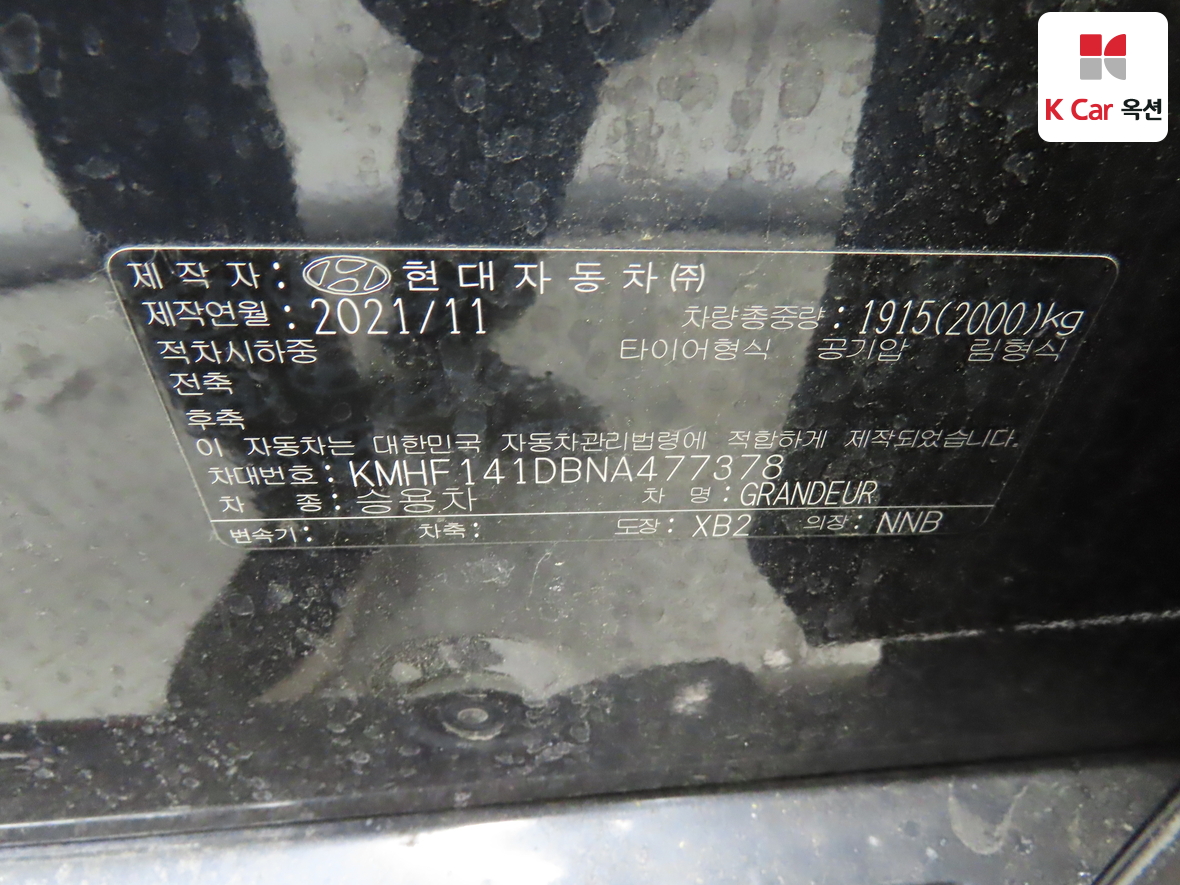 K Car 옥션
제 작 자 : 현 대 자 동 차 ㈜
제작연월 : 2021/11 차량총중량 : 1915(2000)kg
적차시하중 타이어형식 공기압 림형식
전축
후축
이 자동차는 대한민국 자동차관리법령에 적합하게 제작되었습니다.
차대번호 : KMHF141DBNA477378
차 종 : 승용차 차 명 : GRANDEUR
변속기 : 차축 : 도장 : XB2 의장 : NNB